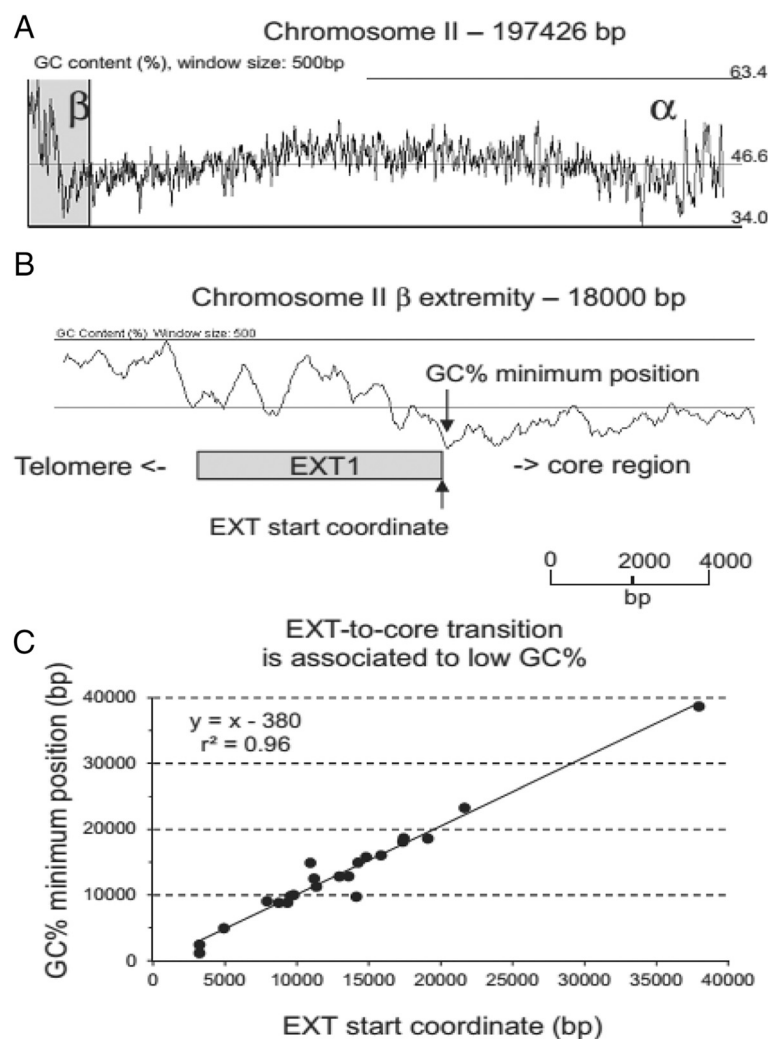 A
Chromosome II – 197426 bp
GC content (%), window size: 500bp
63.4
β
α
46.6
34.0
B
Chromosome II β extremity – 18000 bp
GC Content (%) Window size: 500
GC% minimum position
Telomere <-
EXT1
-> core region
EXT start coordinate
0 2000 4000
bp
C
EXT-to-core transition
is associated to low GC%
GC% minimum position (bp)
40000
y = x - 380
r² = 0.96
30000
20000
10000
0
0 5000 10000 15000 20000 25000 30000 35000 40000
EXT start coordinate (bp)